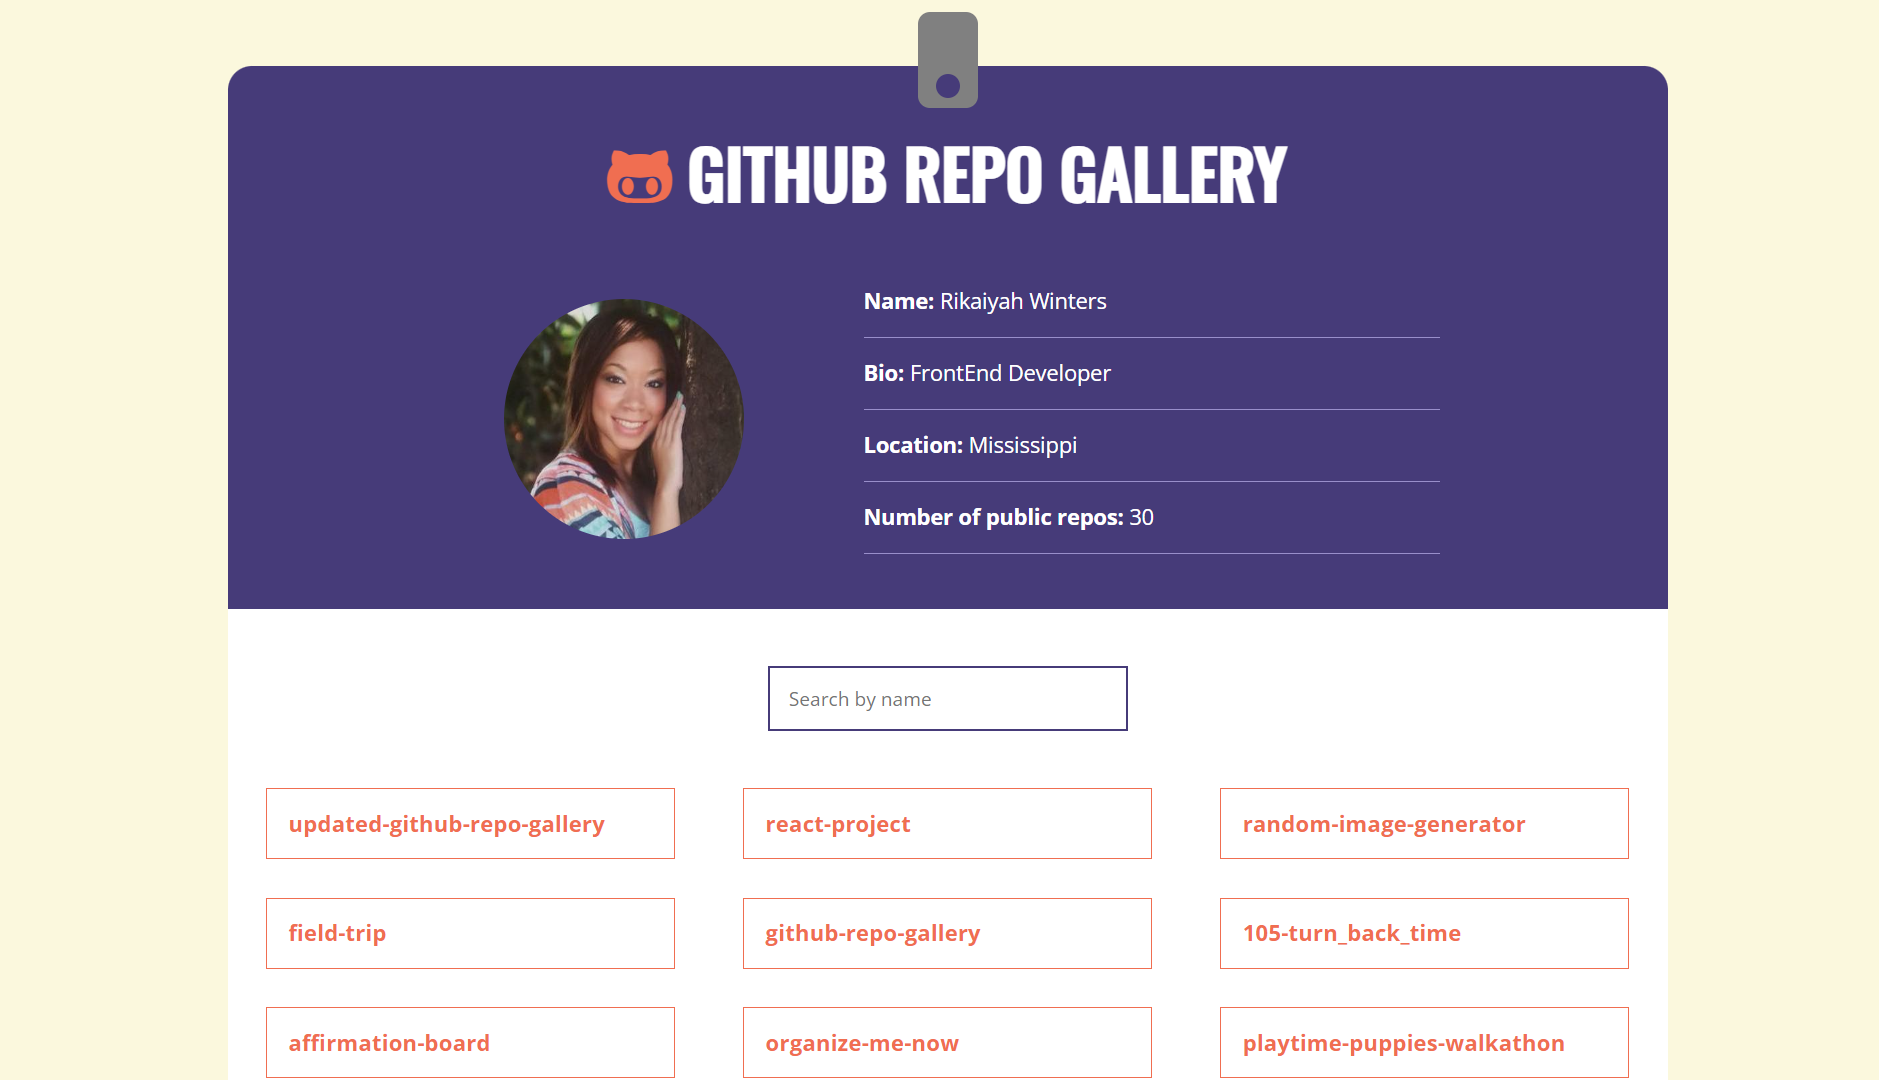 GITHUB REPO GALLERY
Name: Rikaiyah Winters
Bio: FrontEnd Developer
Location: Mississippi
Number of public repos: 30
Search by name
updated-github-repo-gallery
react-project
random-image-generator
field-trip
github-repo-gallery
105-turn_back_time
affirmation-board
organize-me-now
playtime-puppies-walkathon